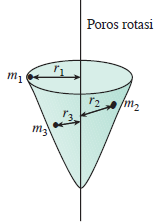 Poros rotasi
m₁
r₁
r₂
m₂
r₃
m₃